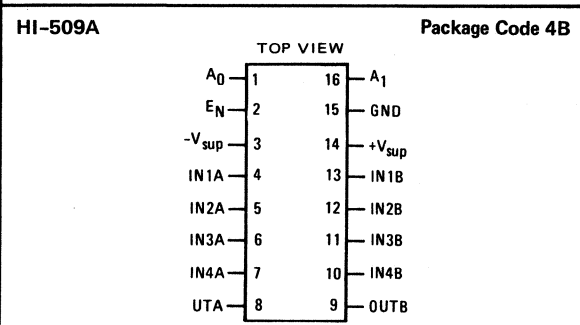 HI-509A Package Code 4B
TOP VIEW
A0 1 16 A1
EN 2 15 GND
-Vsup 3 14 +Vsup
IN1A 4 13 IN1B
IN2A 5 12 IN2B
IN3A 6 11 IN3B
IN4A 7 10 IN4B
UTA 8 9 OUTB